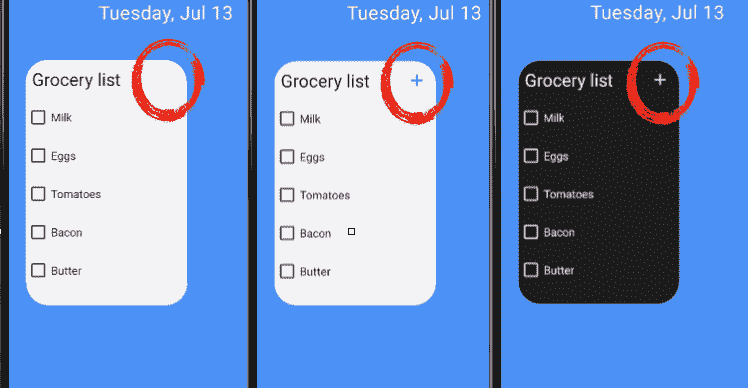 Tuesday, Jul 13
Grocery list
Milk
Eggs
Tomatoes
Bacon
Butter
Tuesday, Jul 13
Grocery list +
Milk
Eggs
Tomatoes
Bacon
Butter
Tuesday, Jul 13
Grocery list +
Milk
Eggs
Tomatoes
Bacon
Butter